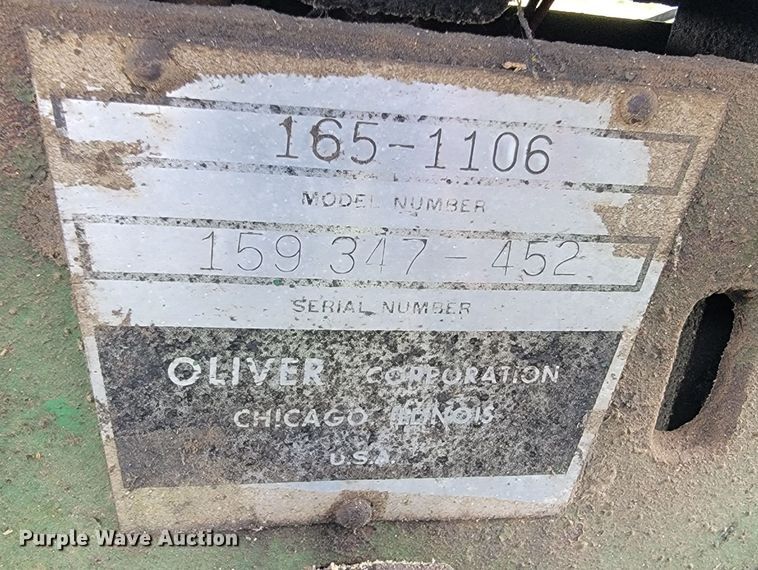 165-1106
MODEL NUMBER
159 347-452
SERIAL NUMBER
OLIVER CORPORATION
CHICAGO, ILLINOIS
U.S.A.
Purple Wave Auction